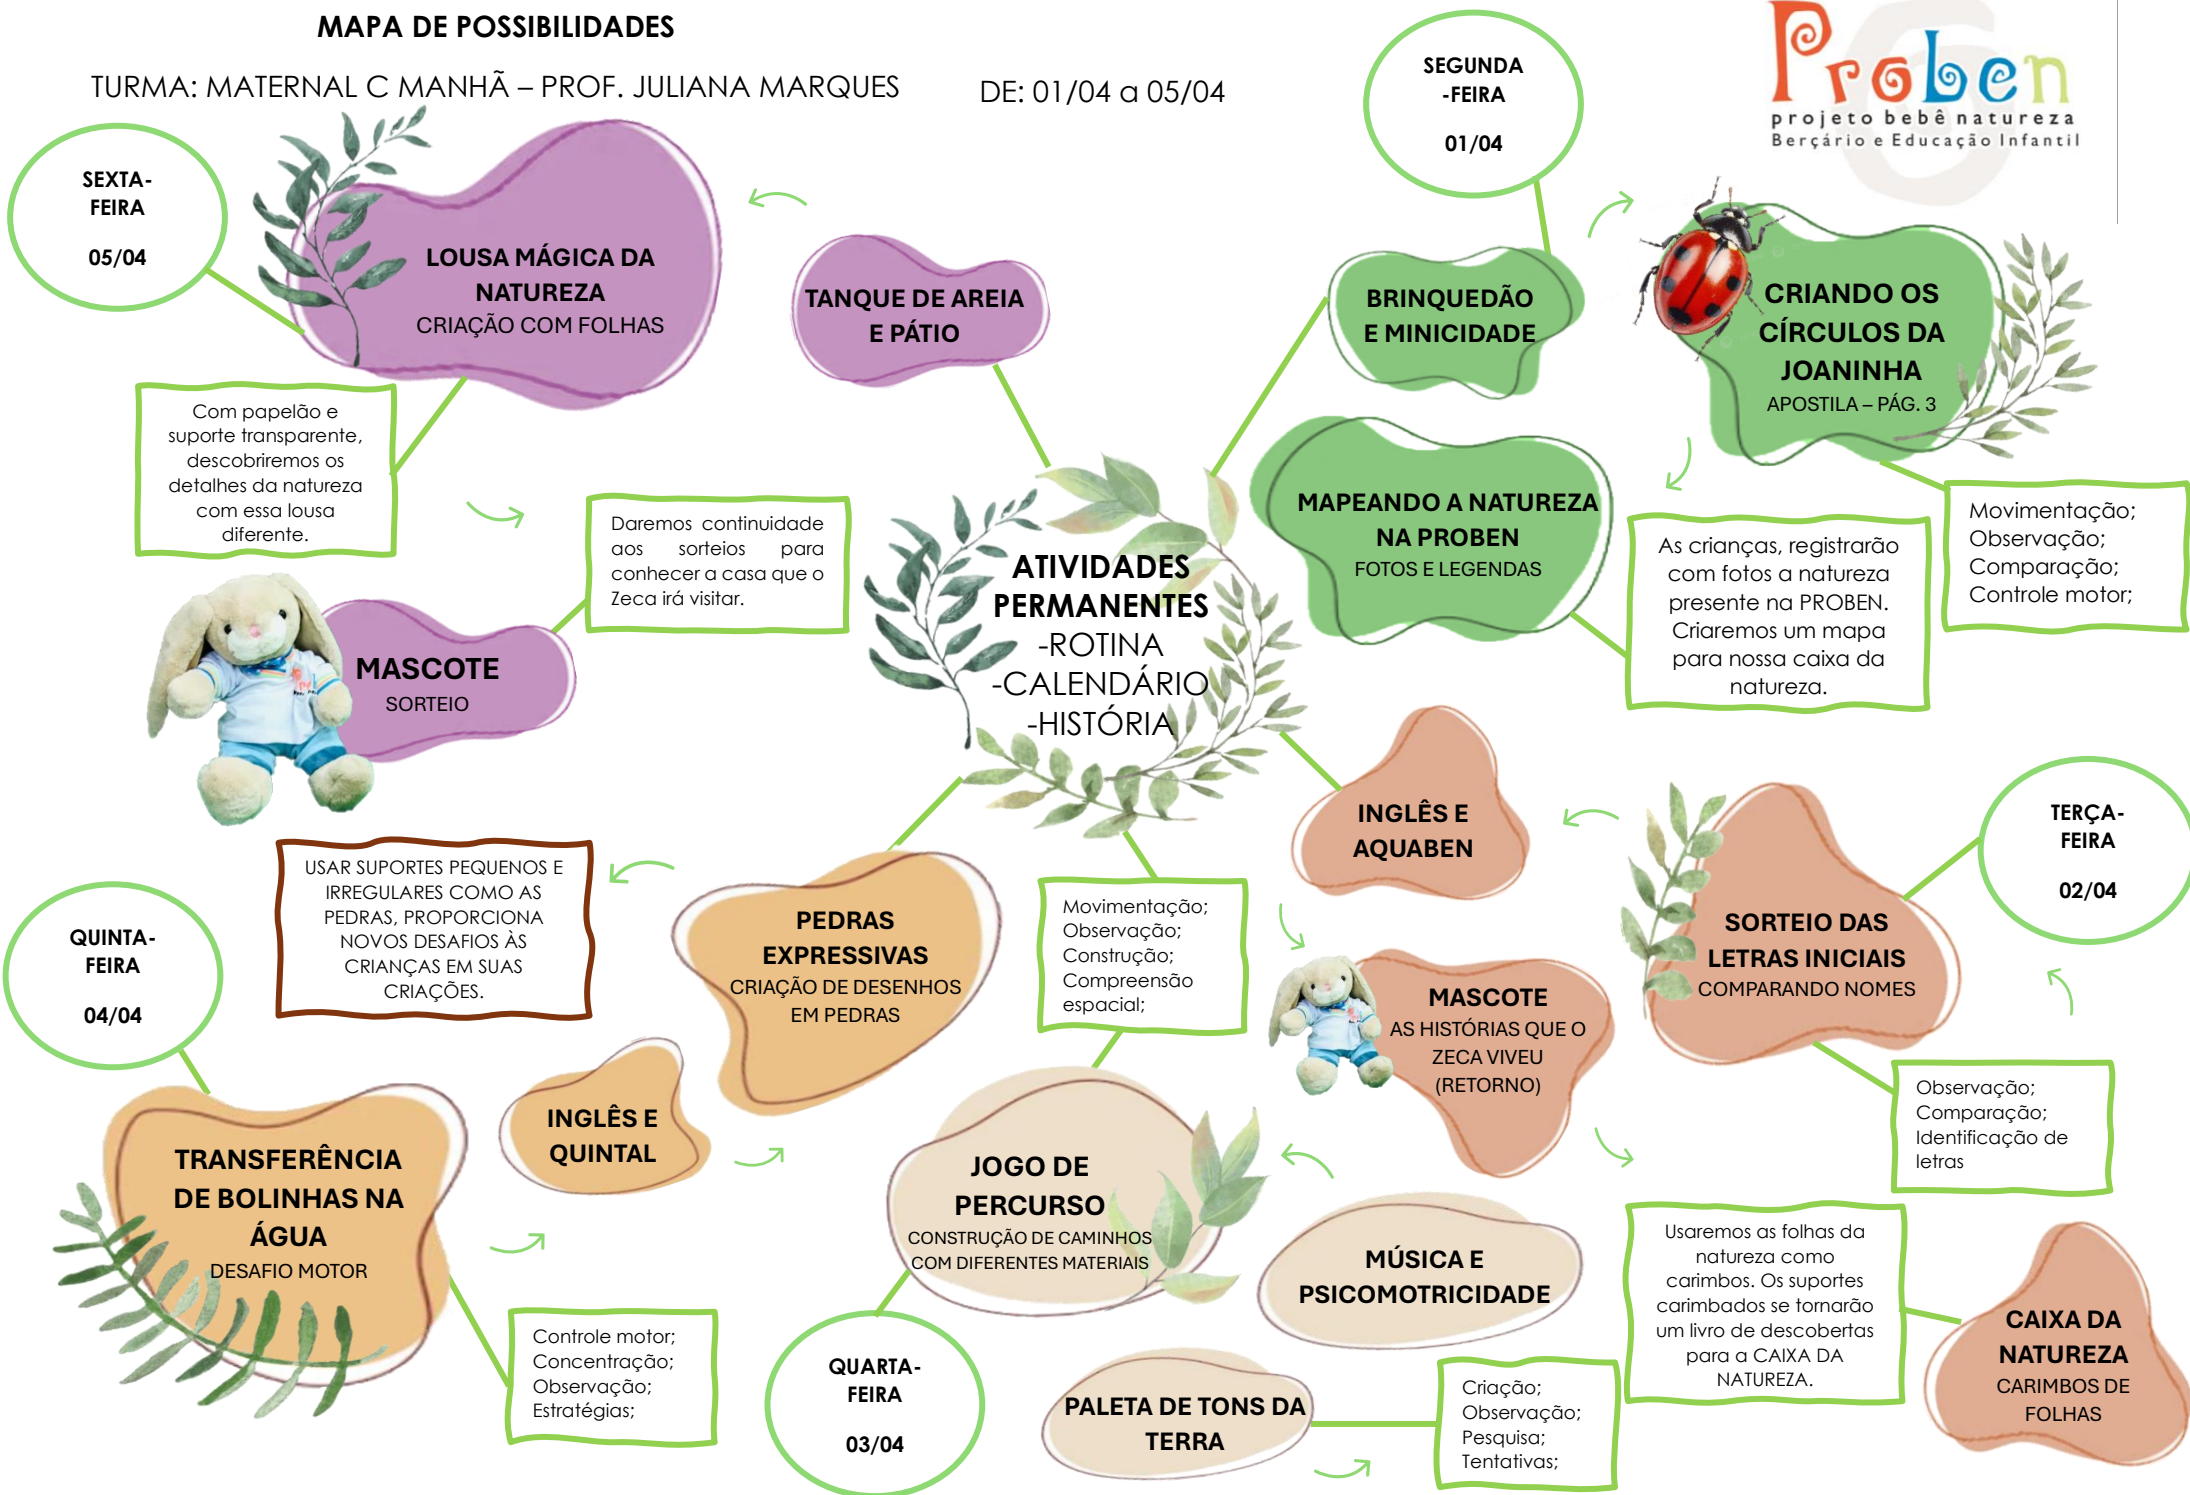 MAPA DE POSSIBILIDADES
TURMA: MATERNAL C MANHÃ – PROF. JULIANA MARQUES
DE: 01/04 a 05/04
Proben
projeto bebê natureza
Berçário e Educação Infantil
SEGUNDA
-FEIRA
01/04
BRINQUEDÃO
E MINICIDADE
CRIANDO OS
CÍRCULOS DA
JOANINHA
APOSTILA – PÁG. 3
Movimentação;
Observação;
Comparação;
Controle motor;
MAPEANDO A NATUREZA
NA PROBEN
FOTOS E LEGENDAS
As crianças, registrarão
com fotos a natureza
presente na PROBEN.
Criaremos um mapa
para nossa caixa da
natureza.
SEXTA-
FEIRA
05/04
LOUSA MÁGICA DA
NATUREZA
CRIAÇÃO COM FOLHAS
TANQUE DE AREIA
E PÁTIO
Com papelão e
suporte transparente,
descobriremos os
detalhes da natureza
com essa lousa
diferente.
Daremos continuidade
aos sorteios para
conhecer a casa que o
Zeca irá visitar.
MASCOTE
SORTEIO
ATIVIDADES
PERMANENTES
-ROTINA
-CALENDÁRIO
-HISTÓRIA
TERÇA-
FEIRA
02/04
SORTEIO DAS
LETRAS INICIAIS
COMPARANDO NOMES
Observação;
Comparação;
Identificação de
letras
INGLÊS E
AQUABEN
MASCOTE
AS HISTÓRIAS QUE O
ZECA VIVEU
(RETORNO)
Usaremos as folhas da
natureza como
carimbos. Os suportes
carimbados se tornarão
um livro de descobertas
para a CAIXA DA
NATUREZA.
CAIXA DA
NATUREZA
CARIMBOS DE
FOLHAS
QUARTA-
FEIRA
03/04
JOGO DE
PERCURSO
CONSTRUÇÃO DE CAMINHOS
COM DIFERENTES MATERIAIS
Movimentação;
Observação;
Construção;
Compreensão
espacial;
MÚSICA E
PSICOMOTRICIDADE
PALETA DE TONS DA
TERRA
Criação;
Observação;
Pesquisa;
Tentativas;
QUINTA-
FEIRA
04/04
TRANSFERÊNCIA
DE BOLINHAS NA
ÁGUA
DESAFIO MOTOR
Controle motor;
Concentração;
Observação;
Estratégias;
INGLÊS E
QUINTAL
PEDRAS
EXPRESSIVAS
CRIAÇÃO DE DESENHOS
EM PEDRAS
USAR SUPORTES PEQUENOS E
IRREGULARES COMO AS
PEDRAS, PROPORCIONA
NOVOS DESAFIOS ÀS
CRIANÇAS EM SUAS
CRIAÇÕES.